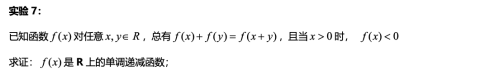 实验 7：
已知函数 f(x) 对任意 x, y∈ R ，总有 f(x)+ f(y)= f(x+ y) ，且当 x > 0 时， f(x)< 0
求证： f(x) 是 R 上的单调递减函数；